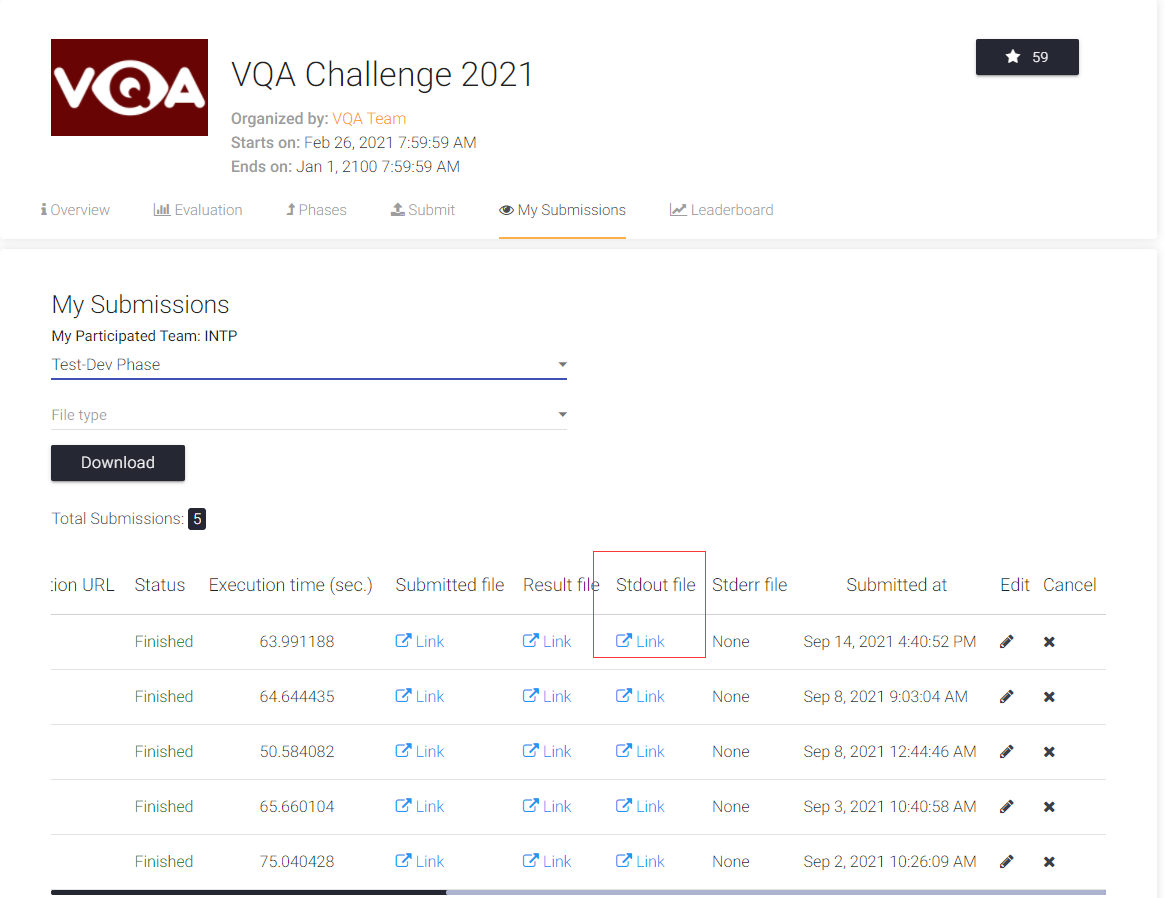 VQA
VQA Challenge 2021
59
Organized by: VQA Team
Starts on: Feb 26, 2021 7:59:59 AM
Ends on: Jan 1, 2100 7:59:59 AM
Overview Evaluation Phases Submit My Submissions Leaderboard
My Submissions
My Participated Team: INTP
Test-Dev Phase
File type
Download
Total Submissions: 5
tion URL Status Execution time (sec.) Submitted file Result file Stdout file Stderr file Submitted at Edit Cancel
Finished 63.991188 Link Link Link None Sep 14, 2021 4:40:52 PM
Finished 64.644435 Link Link Link None Sep 8, 2021 9:03:04 AM
Finished 50.584082 Link Link Link None Sep 8, 2021 12:44:46 AM
Finished 65.660104 Link Link Link None Sep 3, 2021 10:40:58 AM
Finished 75.040428 Link Link Link None Sep 2, 2021 10:26:09 AM